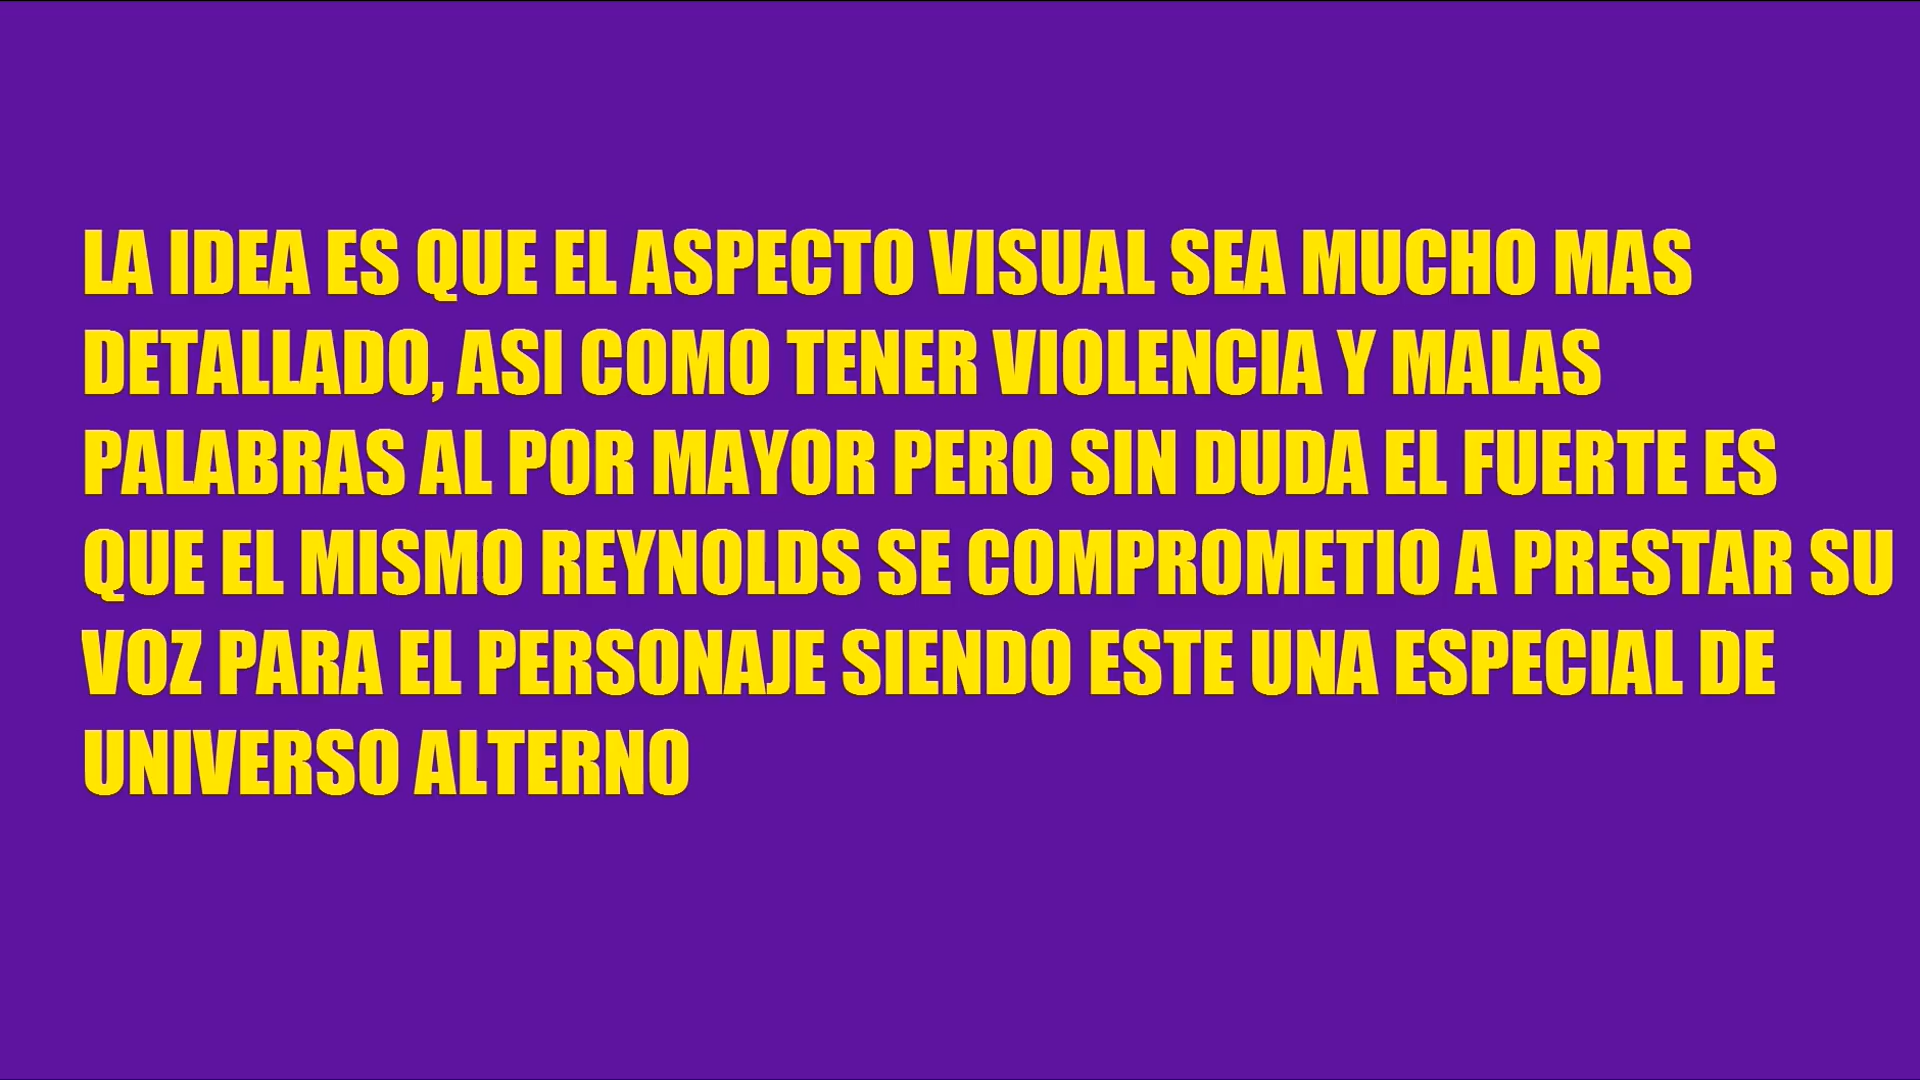 LA IDEA ES QUE EL ASPECTO VISUAL SEA MUCHO MAS
DETALLADO, ASI COMO TENER VIOLENCIA Y MALAS
PALABRAS AL POR MAYOR PERO SIN DUDA EL FUERTE ES
QUE EL MISMO REYNOLDS SE COMPROMETIO A PRESTAR SU
VOZ PARA EL PERSONAJE SIENDO ESTE UNA ESPECIAL DE
UNIVERSO ALTERNO